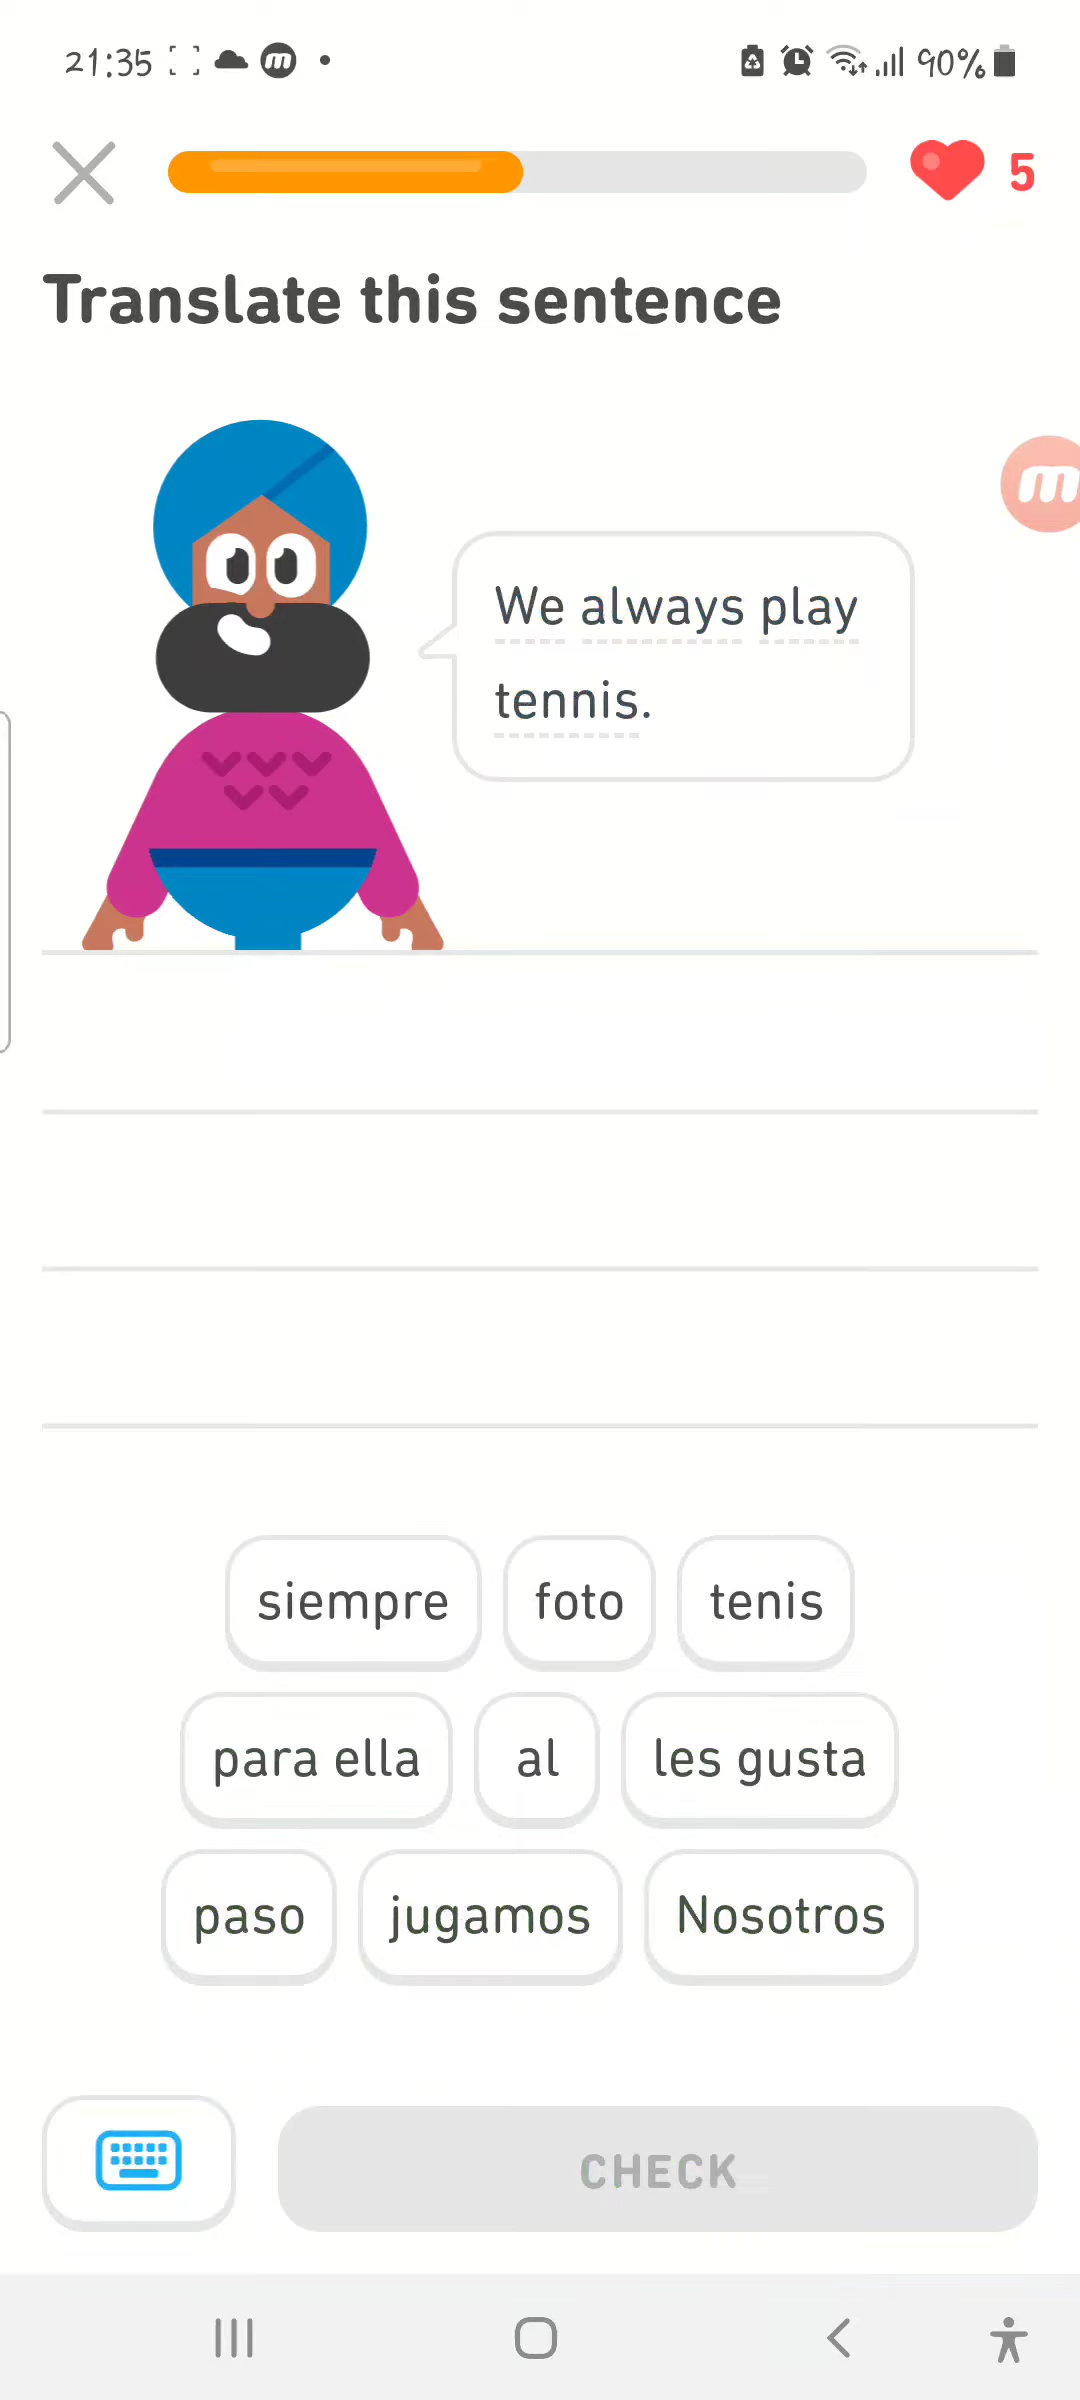 21:35 90%
5
Translate this sentence
We always play
tennis.
siempre foto tenis
para ella al les gusta
paso jugamos Nosotros
CHECK